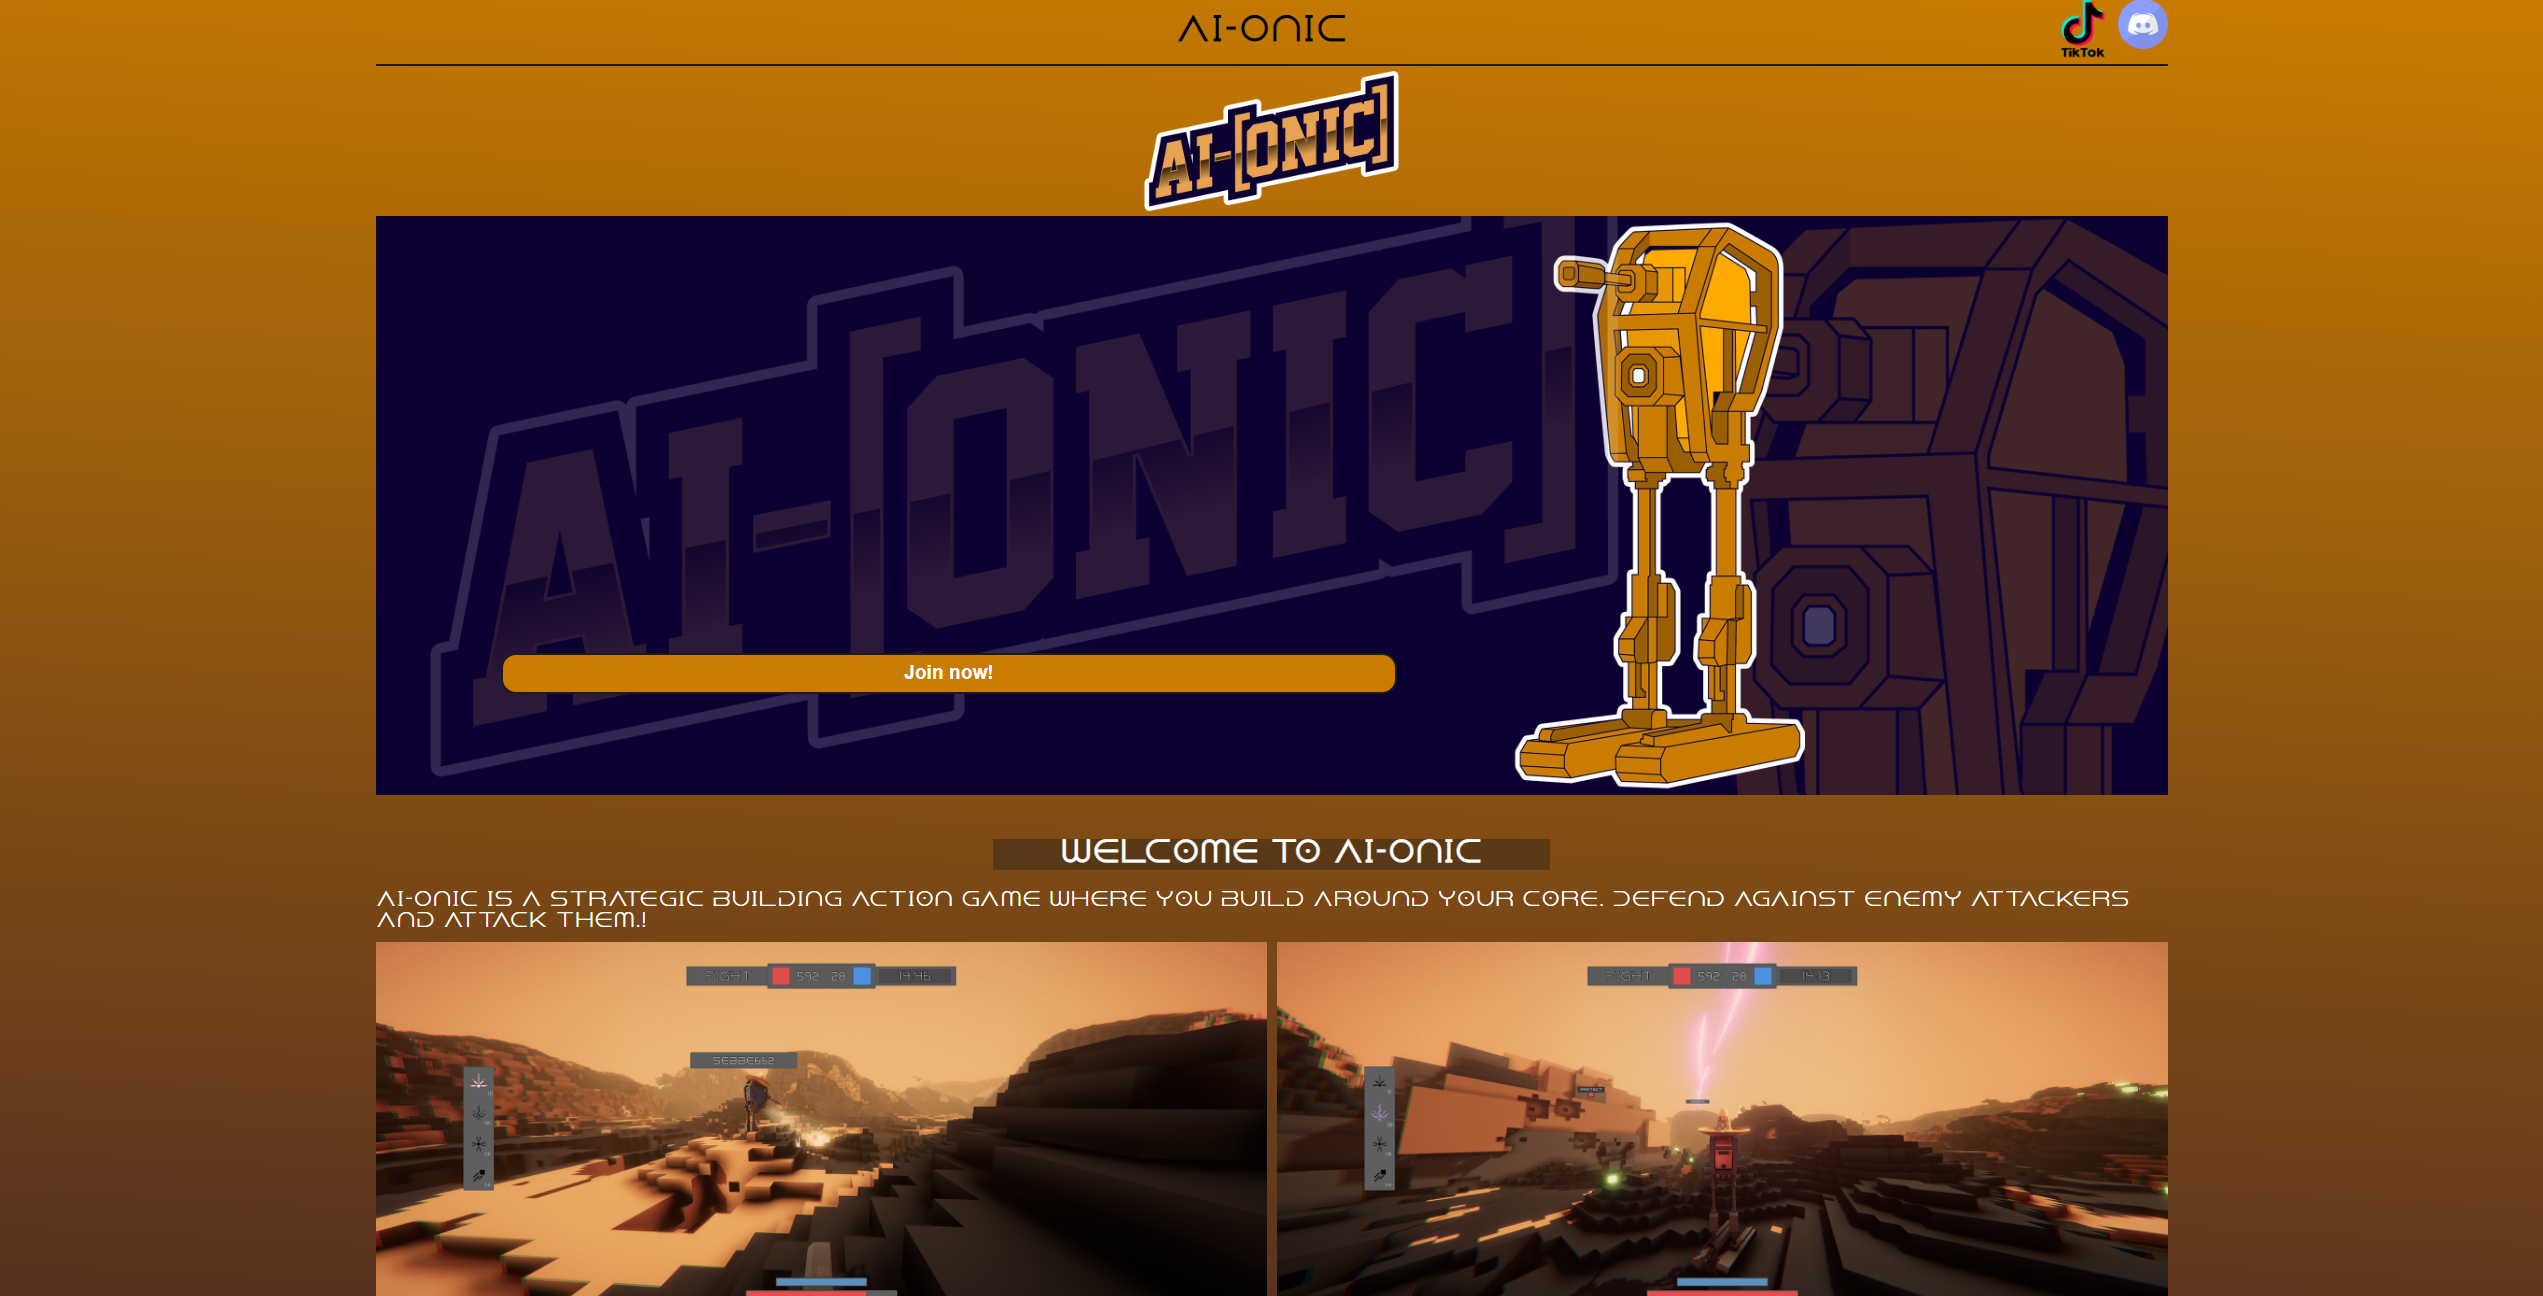 AI-ONIC
TikTok
AI-[ONIC]
AI-[ONIC]
Join now!
WELCOME TO AI-ONIC
AI-ONIC IS A STRATEGIC BUILDING ACTION GAME WHERE YOU BUILD AROUND YOUR CORE. DEFEND AGAINST ENEMY ATTACKERS
AND ATTACK THEM.!
FIGHT 592 28 14:46
FIGHT 592 28 14:13
SEBBE662
PROTECT